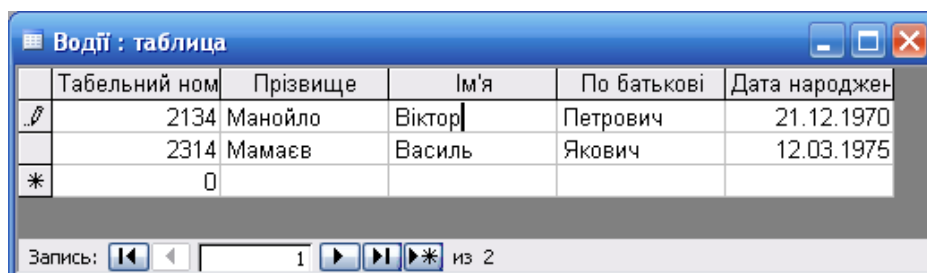 Водії : таблица
Табельний ном Прізвище Ім'я По батькові Дата народжен
2134 Манойло Віктор Петрович 21.12.1970
2314 Мамаєв Василь Якович 12.03.1975
0
Запись: 1 из 2